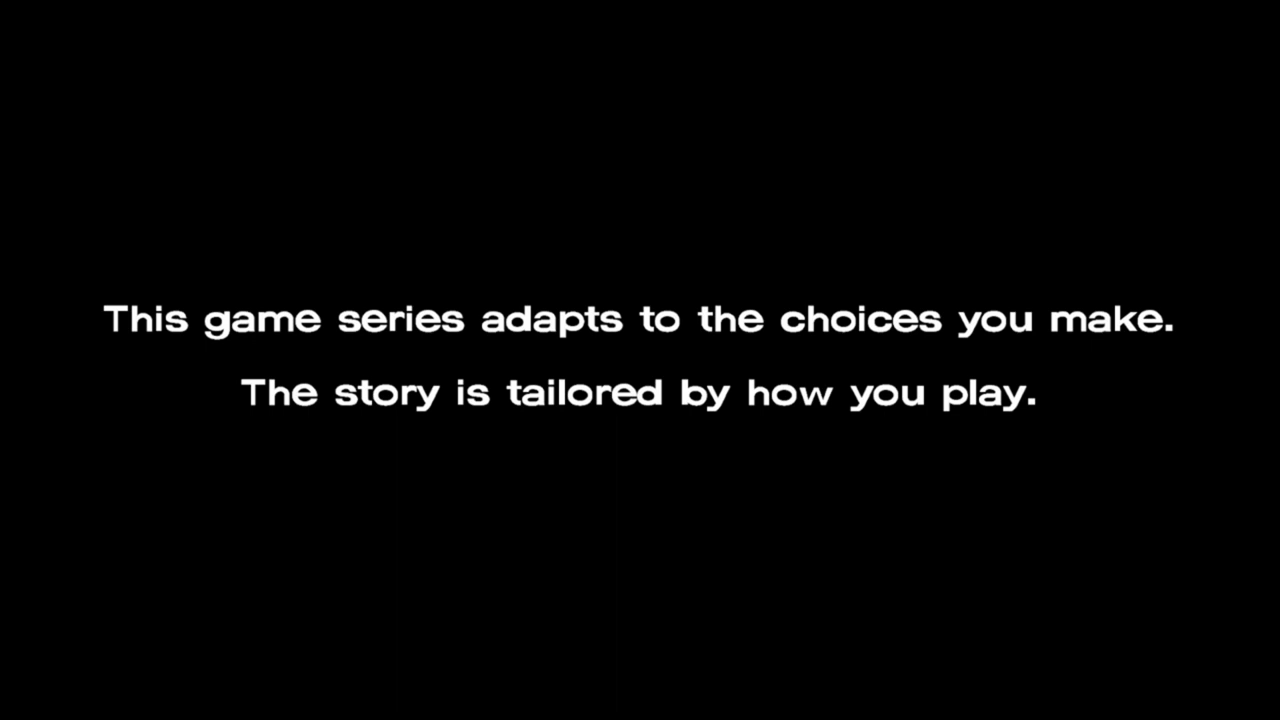 This game series adapts to the choices you make.
The story is tailored by how you play.